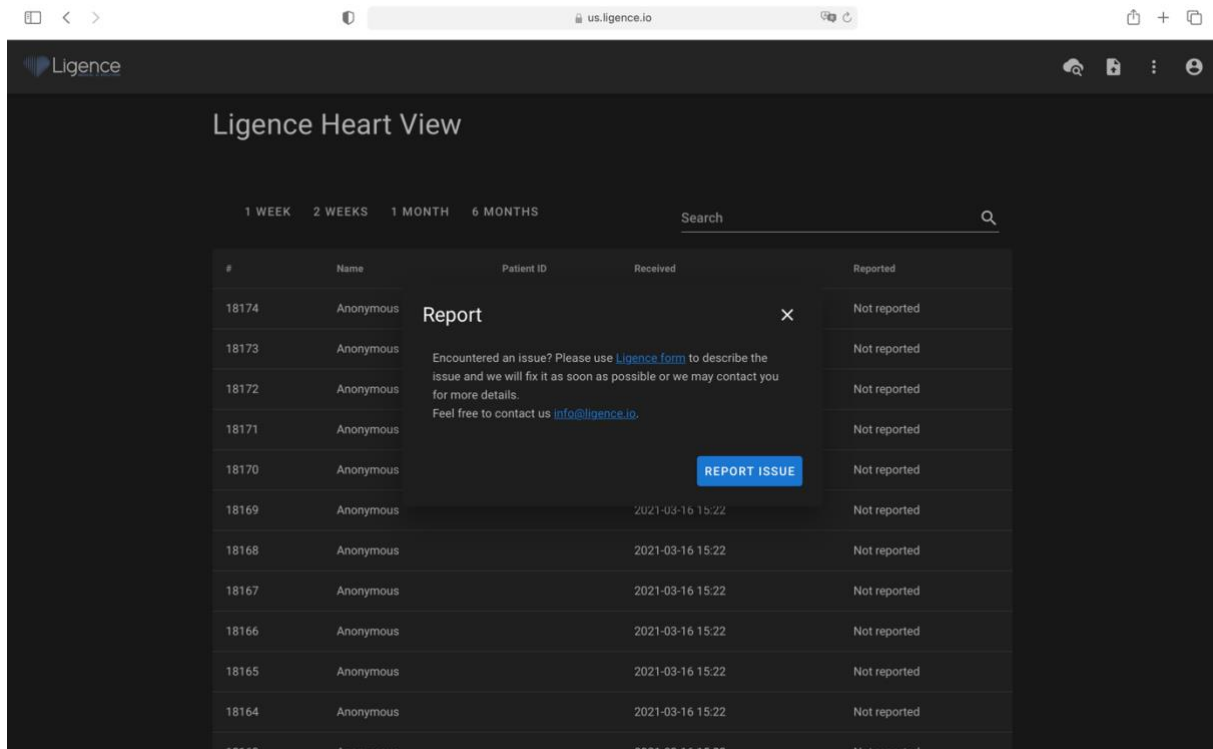 us.ligence.io
Ligence
Ligence Heart View
1 WEEK 2 WEEKS 1 MONTH 6 MONTHS Search
# Name Patient ID Received Reported
18174 Anonymous Not reported
Report
18173 Anonymous Not reported
Encountered an issue? Please use Ligence form to describe the
issue and we will fix it as soon as possible or we may contact you
for more details.
Feel free to contact us info@ligence.io.
18172 Anonymous Not reported
18171 Anonymous Not reported
18170 Anonymous Not reported
REPORT ISSUE
18169 Anonymous 2021-03-16 15:22 Not reported
18168 Anonymous 2021-03-16 15:22 Not reported
18167 Anonymous 2021-03-16 15:22 Not reported
18166 Anonymous 2021-03-16 15:22 Not reported
18165 Anonymous 2021-03-16 15:22 Not reported
18164 Anonymous 2021-03-16 15:22 Not reported